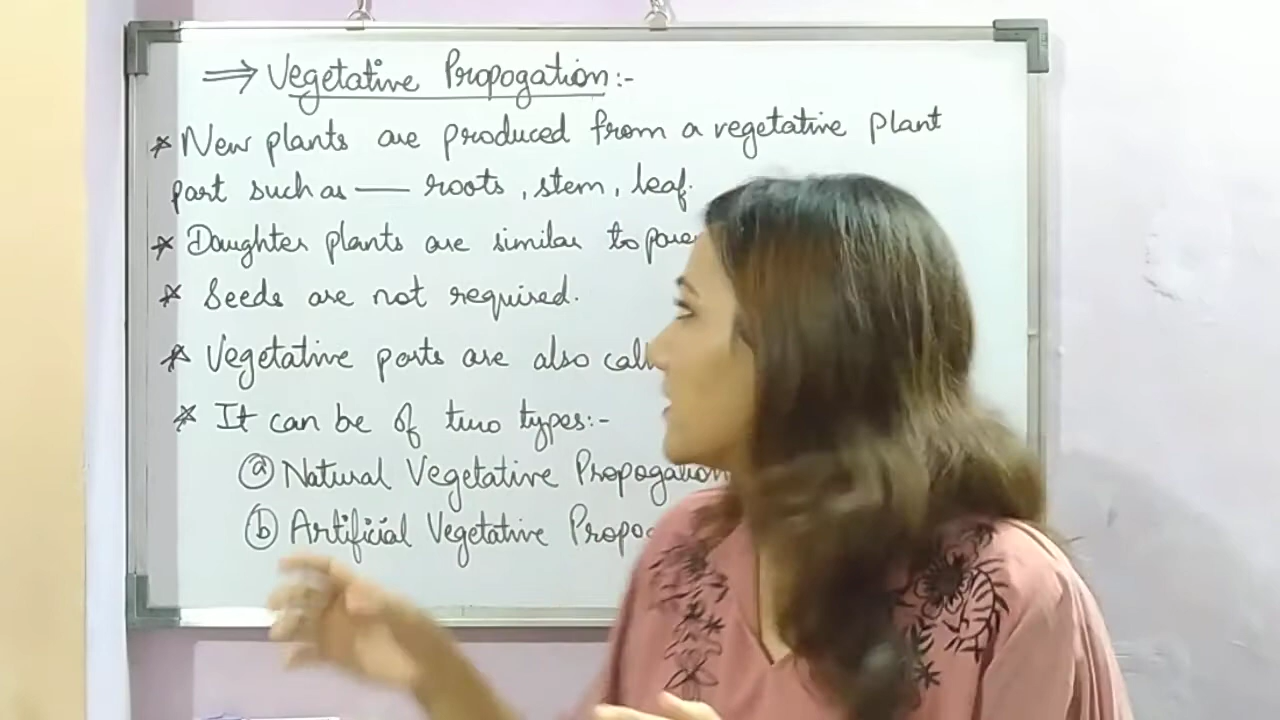 ⇒ Vegetative Propogation:-
* New plants are produced from a vegetative plant
part such as — roots, stem, leaf.
* Daughter plants are similar to
* Seeds are not required.
* Vegetative parts are also
* It can be of two types:-
(a) Natural Vegetative Propogation
(b) Artificial Vegetative